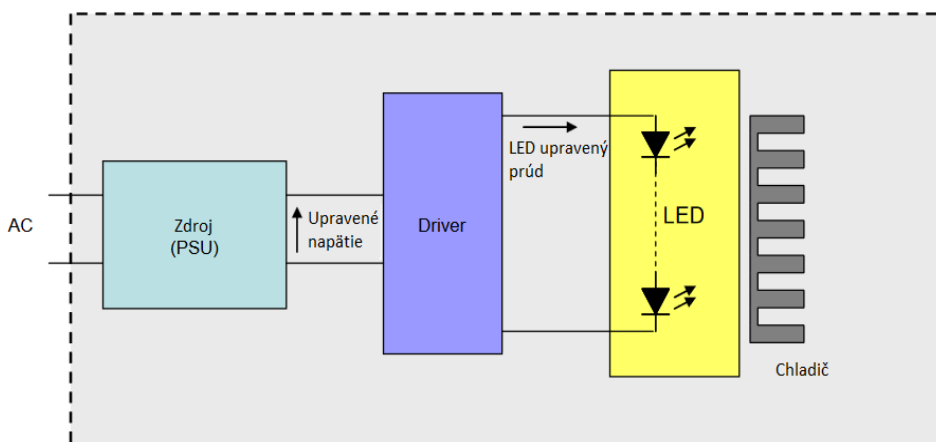 AC
Zdroj
(PSU)
Upravené
napätie
Driver
LED upravený
prúd
LED
Chladič